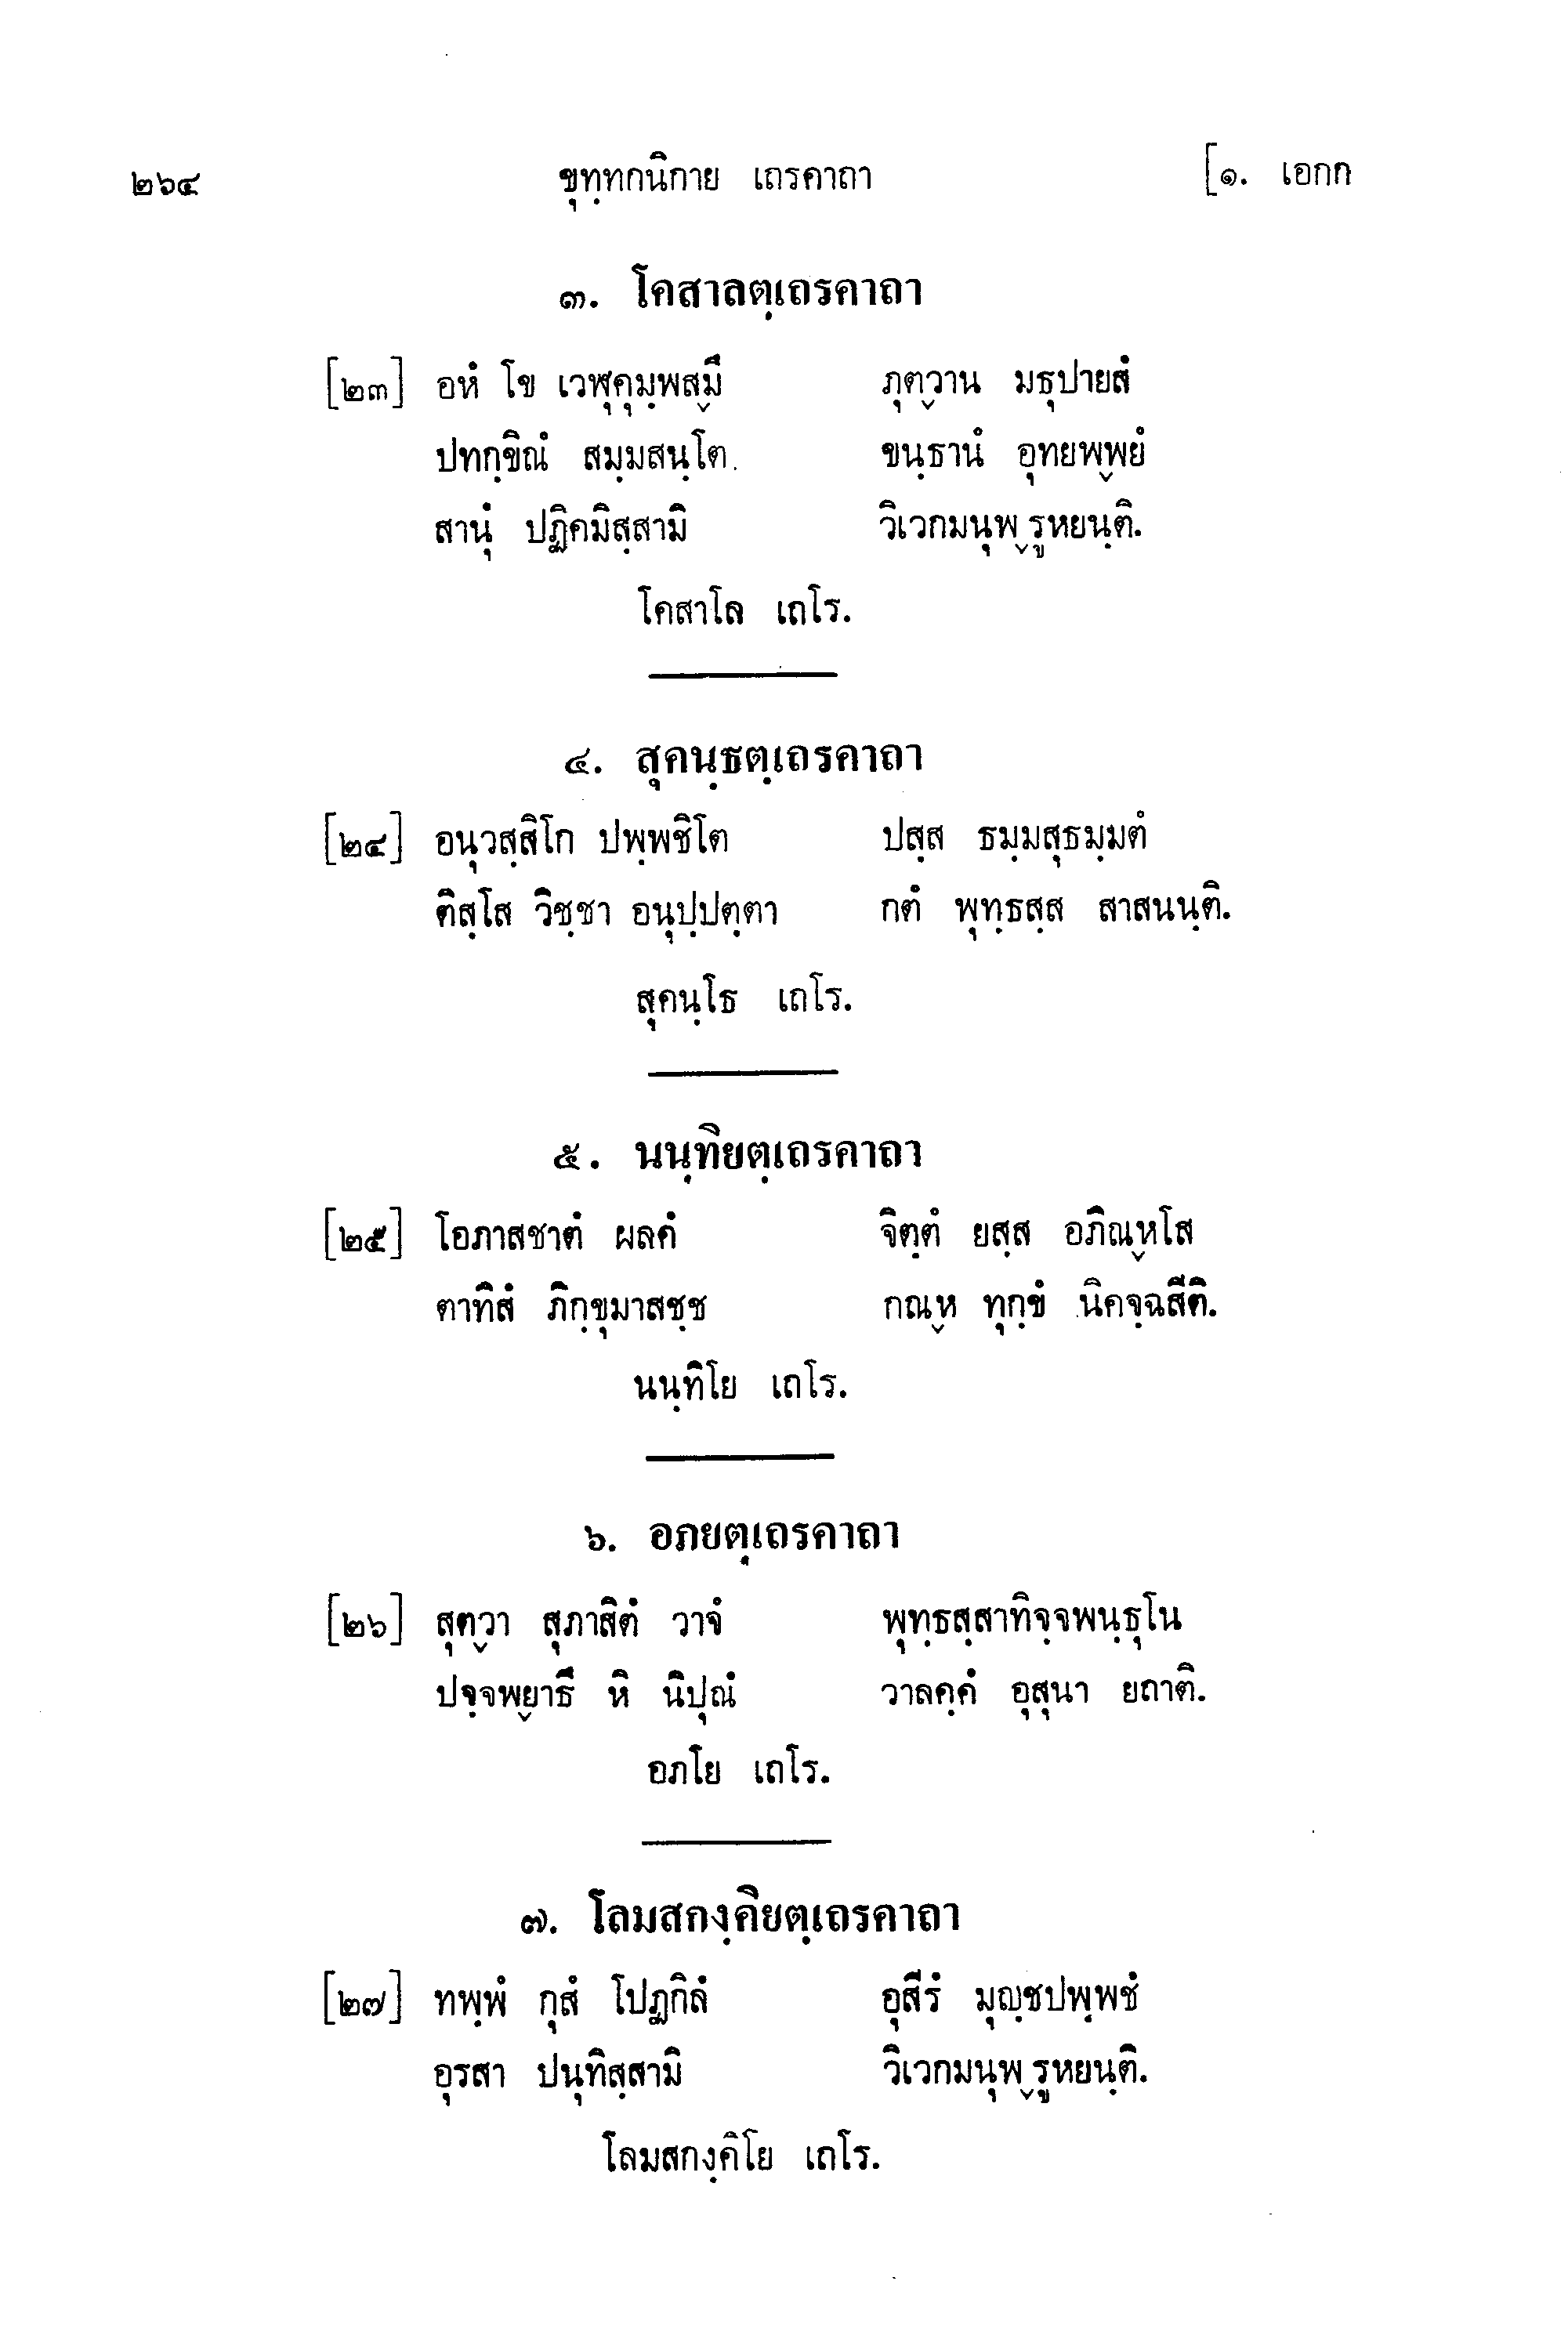 ๒๖๔ ขุทฺทกนิกาย เถรคาถา [๑. เอกก
๓. โคสาลตฺเถรคาถา
[๒๓] อหํ โข เวฬุคุมฺพสฺมึ ภุตฺวาน มธุปายสํ
ปทกฺขิณํ สมฺมสนฺโต ขนฺธานํ อุทยพฺพยํ
สานุํ ปฏิคมิสฺสามิ วิเวกมนุพฺรูหยนฺติ.
โคสาโล เถโร.
๔. สุคนฺธตฺเถรคาถา
[๒๔] อนุวสฺสิโก ปพฺพชิโต ปสฺส ธมฺมสุธมฺมตํ
ติสฺโส วิชฺชา อนุปฺปตฺตา กตํ พุทฺธสฺส สาสนนฺติ.
สุคนฺโธ เถโร.
๕. นนฺทิยตฺเถรคาถา
[๒๕] โอภาสชาตํ ผลคํ จิตฺตํ ยสฺส อภิณฺหโส
ตาทิสํ ภิกฺขุมาสชฺช กณฺห ทุกฺขํ นิคจฺฉสีติ.
นนฺทิโย เถโร.
๖. อภยตฺเถรคาถา
[๒๖] สุตฺวา สุภาสิตํ วาจํ พุทฺธสฺสาทิจฺจพนฺธุโน
ปจฺจพฺยาธึ หิ นิปุณํ วาลคฺคํ อุสุนา ยถาติ.
อภโย เถโร.
๗. โลมสกงฺคิยตฺเถรคาถา
[๒๗] ทพฺพํ กุสํ โปฏกิลํ อุสีรํ มุญฺชปพฺพชํ
อุรสา ปนุทิสฺสามิ วิเวกมนุพฺรูหยนฺติ.
โลมสกงฺคิโย เถโร.